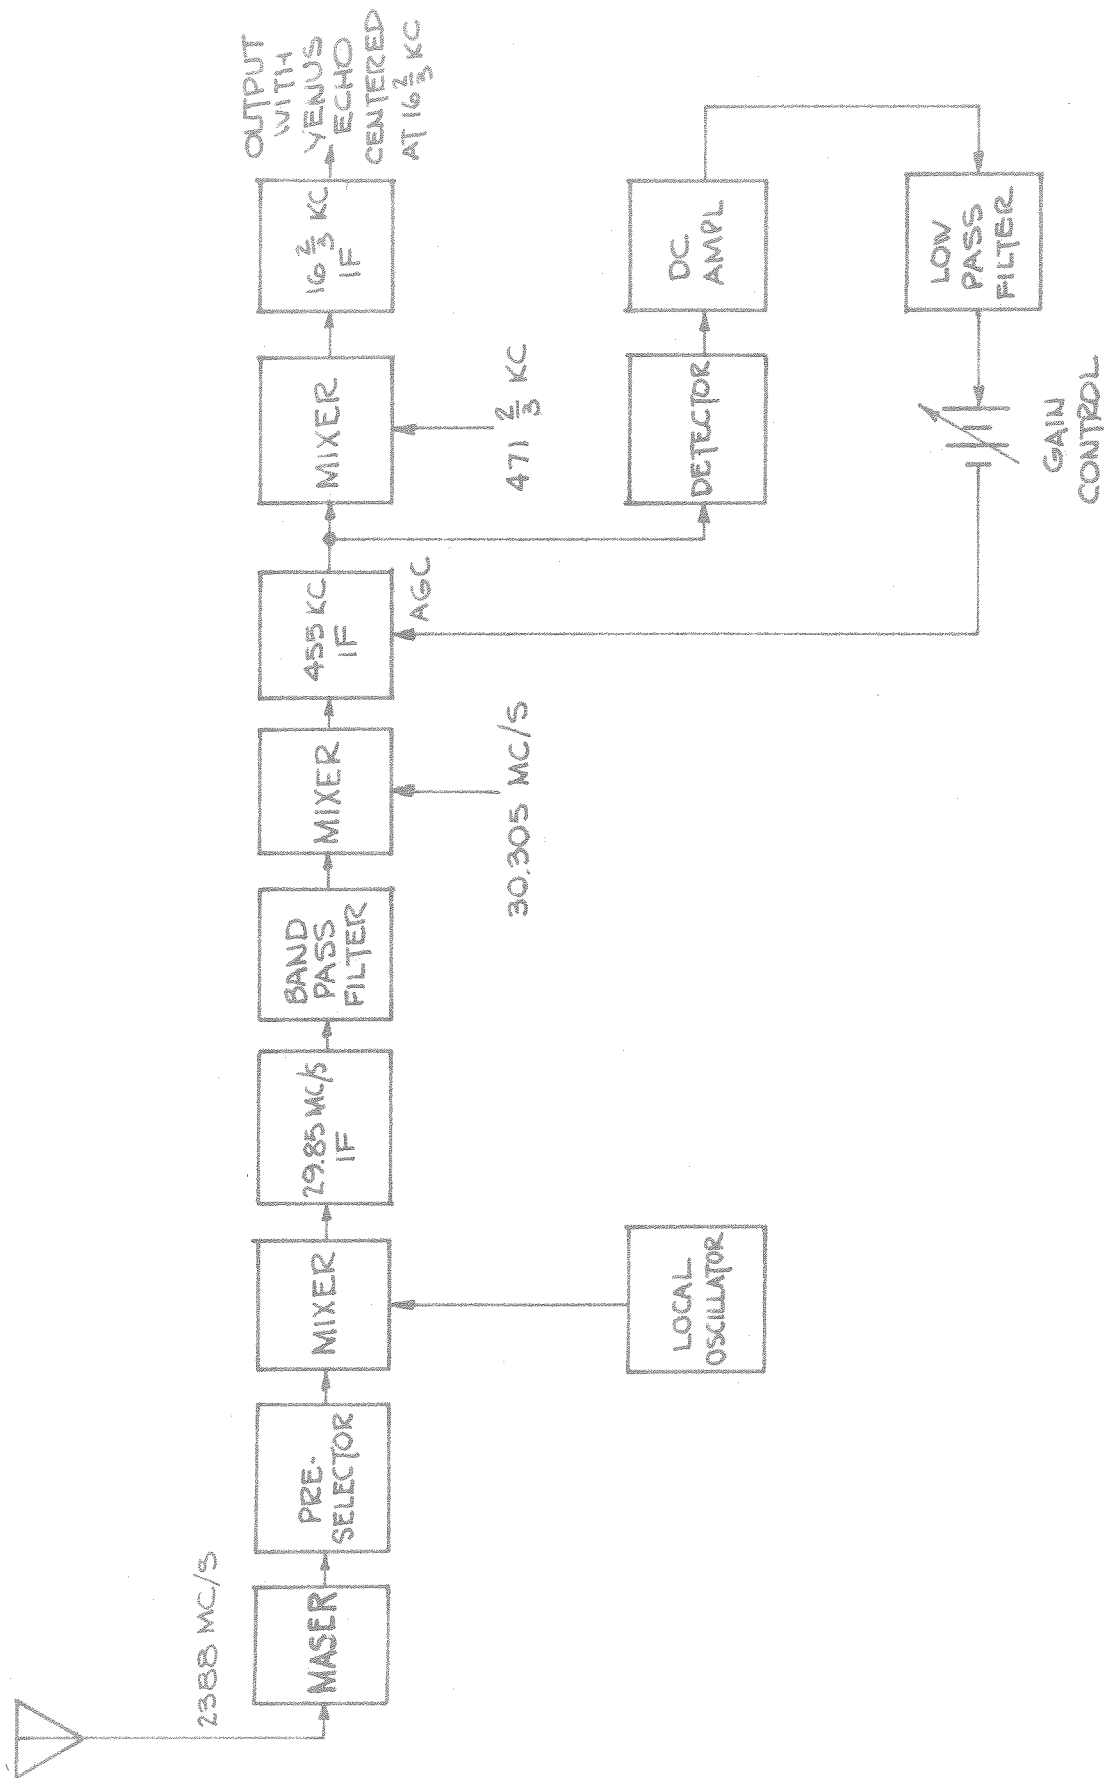 2388 MC/S
MASER
PRE-
SELECTOR
MIXER
LOCAL
OSCILLATOR
29.85 MC/S
IF
BAND
PASS
FILTER
MIXER
30.305 MC/S
455 KC
IF
AGC
MIXER
471 2/3 KC
16 2/3 KC
IF
OUTPUT
WITH
VENUS
ECHO
CENTERED
AT 16 2/3 KC
DETECTOR
DC
AMPL
LOW
PASS
FILTER
GAIN
CONTROL